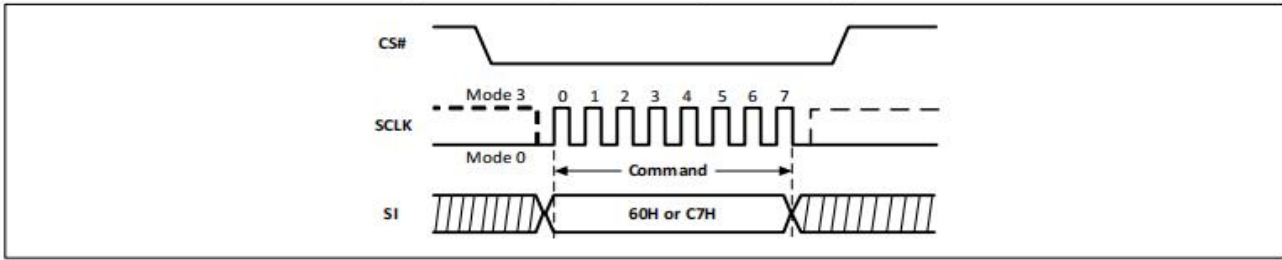 CS#
Mode 3 0 1 2 3 4 5 6 7
SCLK
Mode 0
Command
SI 60H or C7H